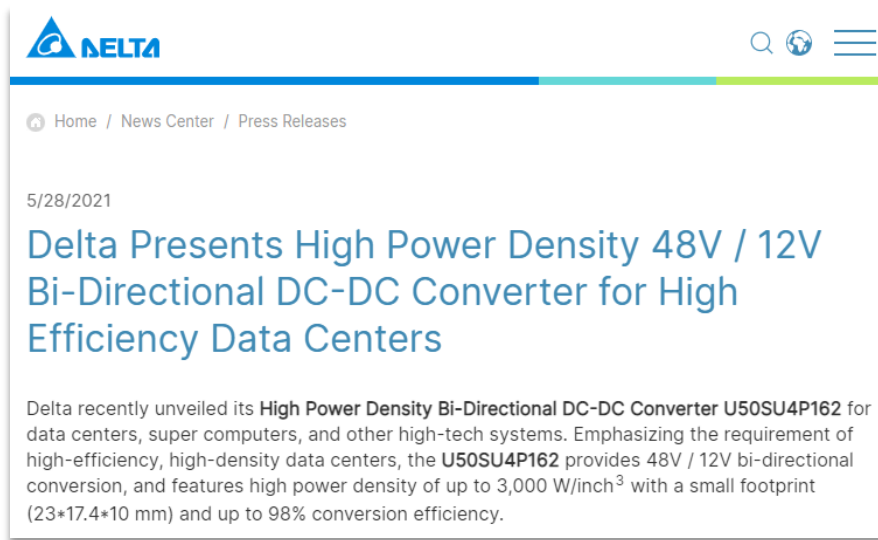 DELTA
Home / News Center / Press Releases
5/28/2021
Delta Presents High Power Density 48V / 12V
Bi-Directional DC-DC Converter for High
Efficiency Data Centers
Delta recently unveiled its High Power Density Bi-Directional DC-DC Converter U50SU4P162 for
data centers, super computers, and other high-tech systems. Emphasizing the requirement of
high-efficiency, high-density data centers, the U50SU4P162 provides 48V / 12V bi-directional
conversion, and features high power density of up to 3,000 W/inch³ with a small footprint
(23*17.4*10 mm) and up to 98% conversion efficiency.